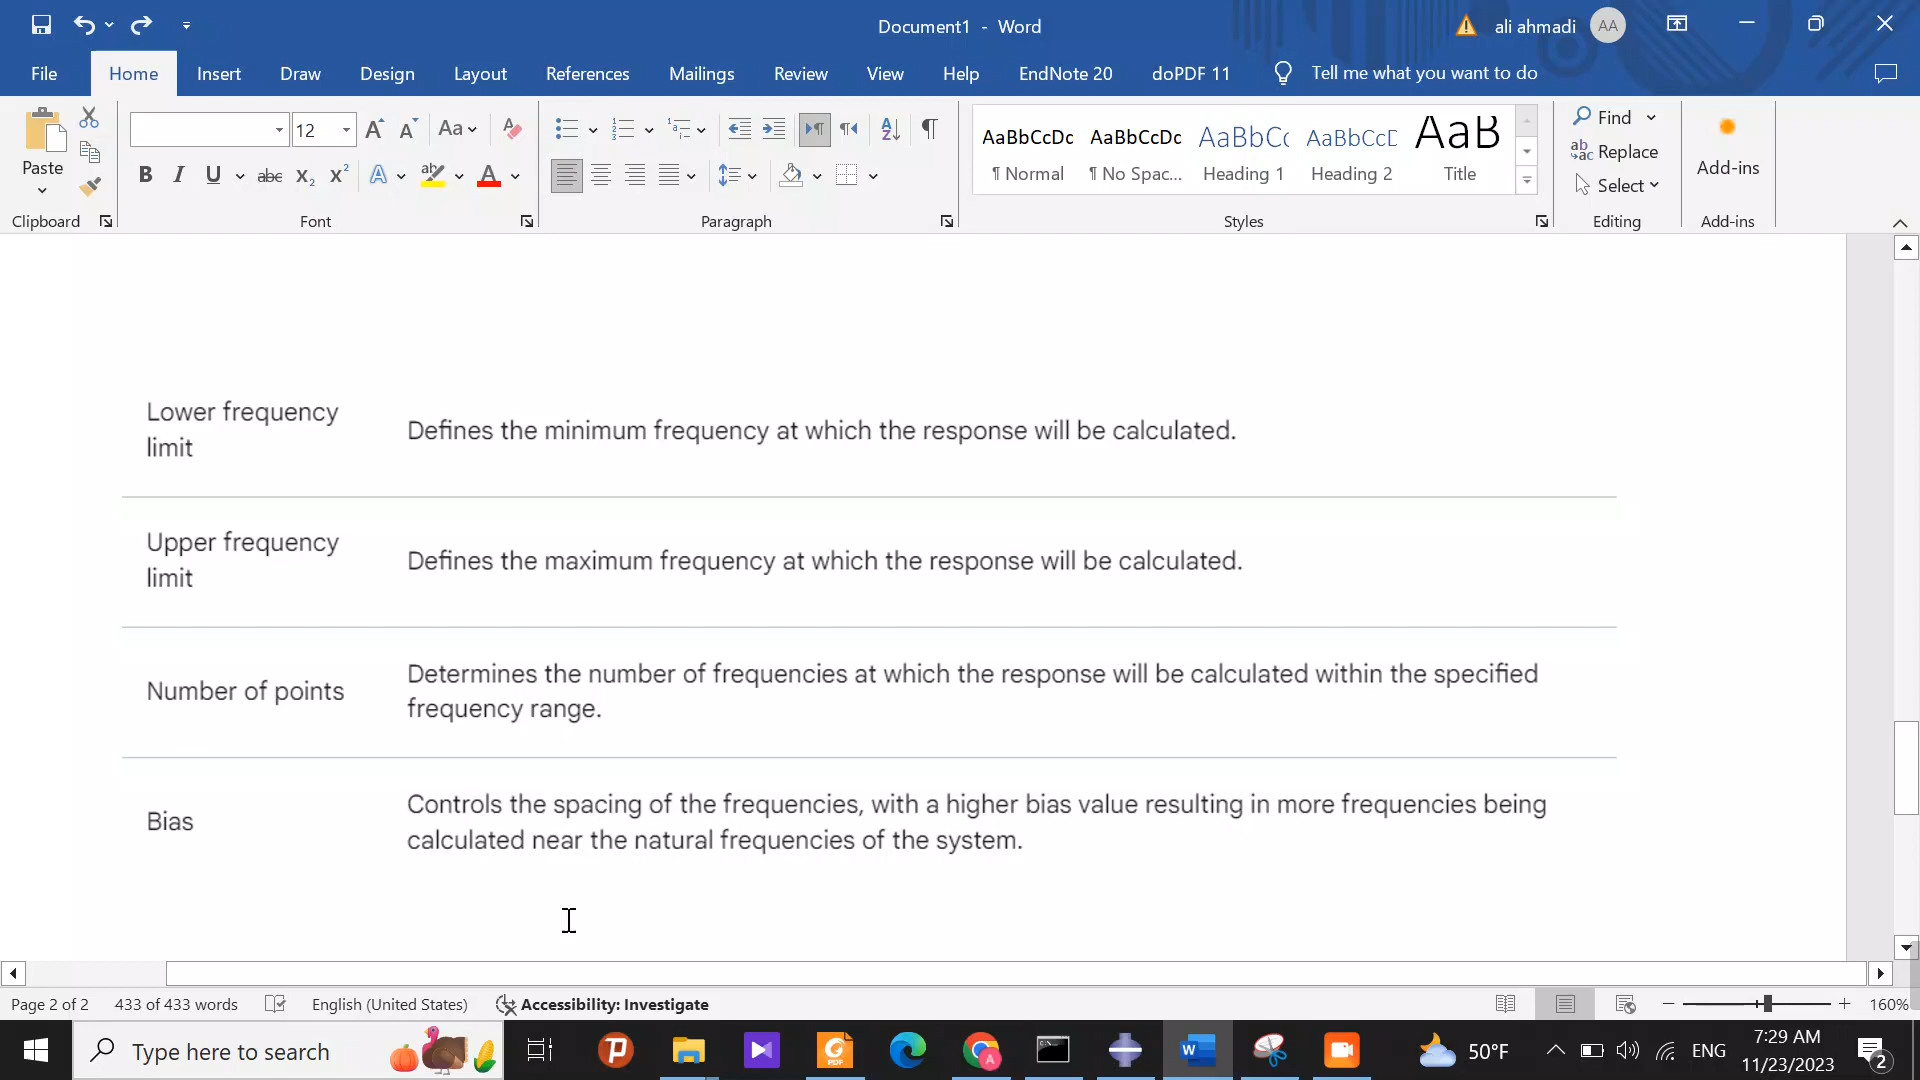 Document1 - Word
ali ahmadi AA
File Home Insert Draw Design Layout References Mailings Review View Help EndNote 20 doPDF 11 Tell me what you want to do
Paste
12
Aa
AaBbCcDc AaBbCcDc AaBbCc AaBbCcD AaB
¶ Normal ¶ No Spac... Heading 1 Heading 2 Title
Find
Replace
Select
Add-ins
Clipboard Font Paragraph Styles Editing Add-ins
Lower frequency
limit
Defines the minimum frequency at which the response will be calculated.
Upper frequency
limit
Defines the maximum frequency at which the response will be calculated.
Number of points
Determines the number of frequencies at which the response will be calculated within the specified
frequency range.
Bias
Controls the spacing of the frequencies, with a higher bias value resulting in more frequencies being
calculated near the natural frequencies of the system.
Page 2 of 2 433 of 433 words English (United States) Accessibility: Investigate 160%
Type here to search
50°F ENG
7:29 AM
11/23/2023
2